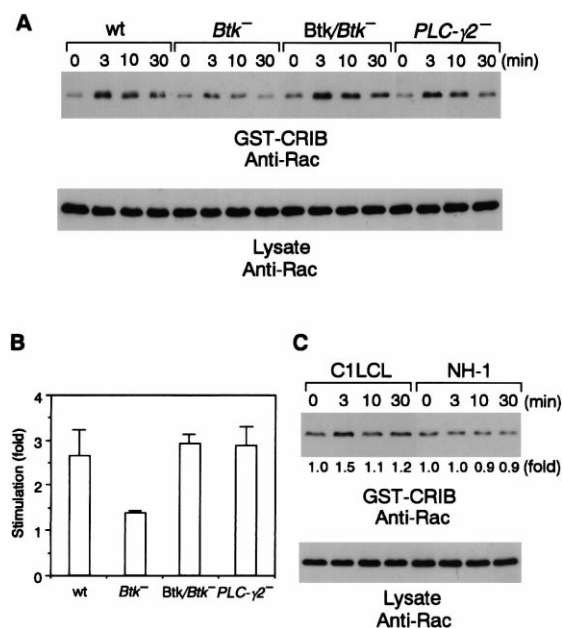 A
wt Btk⁻ Btk/Btk⁻ PLC-γ2⁻
0 3 10 30 0 3 10 30 0 3 10 30 0 3 10 30 (min)
GST-CRIB
Anti-Rac
Lysate
Anti-Rac
B
Stimulation (fold)
4
3
2
1
0
wt Btk⁻ Btk/Btk⁻ PLC-γ2⁻
C
C1LCL NH-1
0 3 10 30 0 3 10 30 (min)
1.0 1.5 1.1 1.2 1.0 1.0 0.9 0.9 (fold)
GST-CRIB
Anti-Rac
Lysate
Anti-Rac